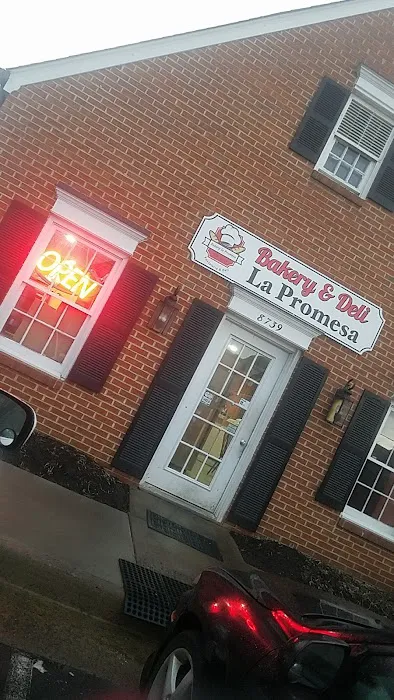 OPEN
Bakery & Deli
La Promesa
8739